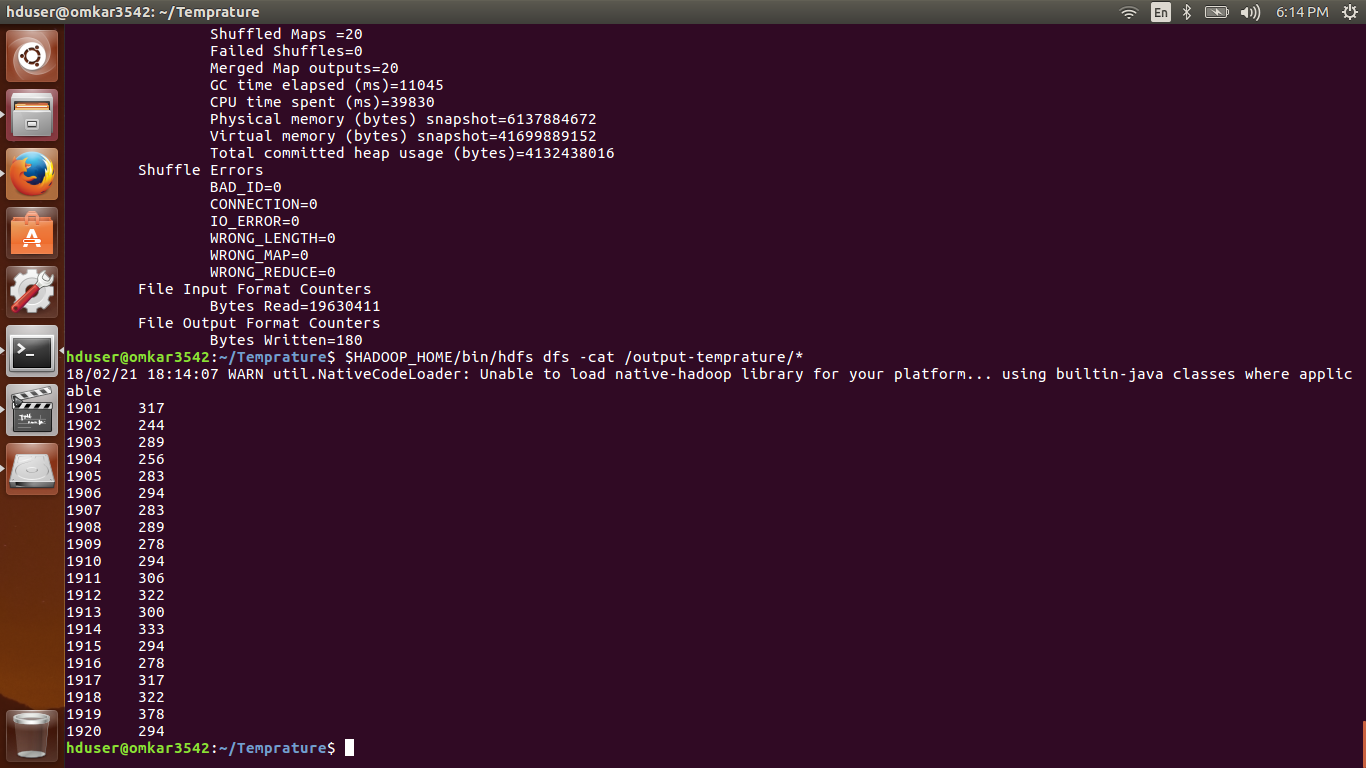 hduser@omkar3542: ~/Temprature
En
6:14 PM
Shuffled Maps =20
Failed Shuffles=0
Merged Map outputs=20
GC time elapsed (ms)=11045
CPU time spent (ms)=39830
Physical memory (bytes) snapshot=6137884672
Virtual memory (bytes) snapshot=41699889152
Total committed heap usage (bytes)=4132438016
Shuffle Errors
BAD_ID=0
CONNECTION=0
IO_ERROR=0
WRONG_LENGTH=0
WRONG_MAP=0
WRONG_REDUCE=0
File Input Format Counters
Bytes Read=19630411
File Output Format Counters
Bytes Written=180
hduser@omkar3542:~/Temprature$ $HADOOP_HOME/bin/hdfs dfs -cat /output-temprature/*
18/02/21 18:14:07 WARN util.NativeCodeLoader: Unable to load native-hadoop library for your platform... using builtin-java classes where applic
able
1901 317
1902 244
1903 289
1904 256
1905 283
1906 294
1907 283
1908 289
1909 278
1910 294
1911 306
1912 322
1913 300
1914 333
1915 294
1916 278
1917 317
1918 322
1919 378
1920 294
hduser@omkar3542:~/Temprature$